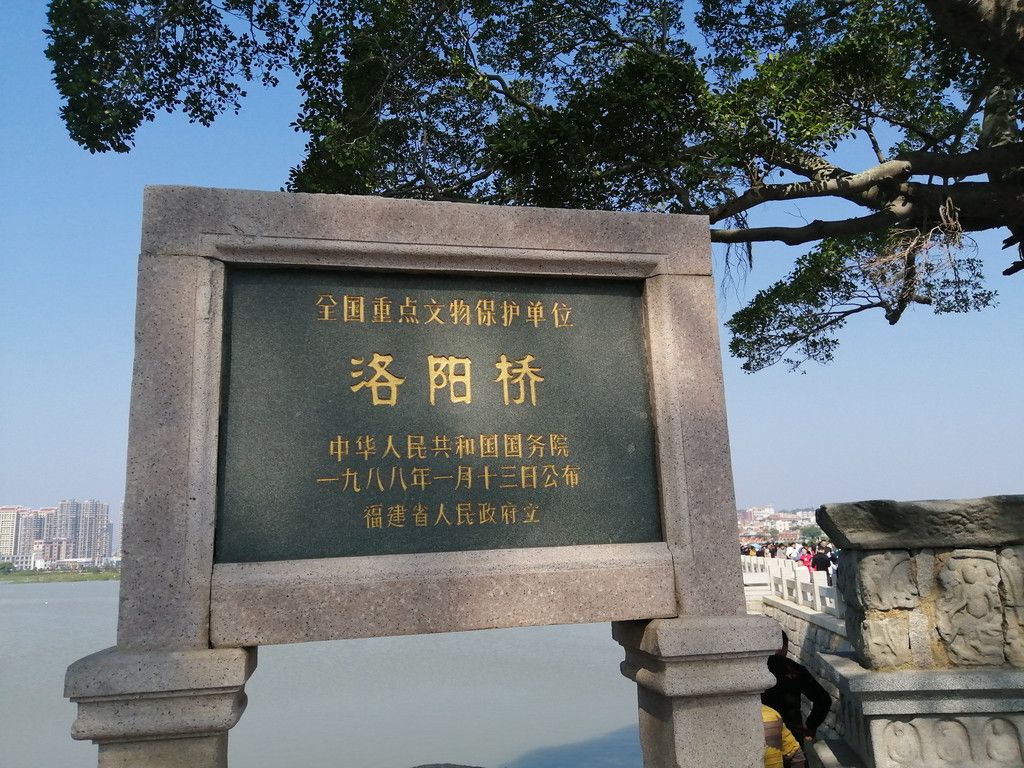 全国重点文物保护单位
洛阳桥
中华人民共和国国务院
一九八八年一月十三日公布
福建省人民政府立